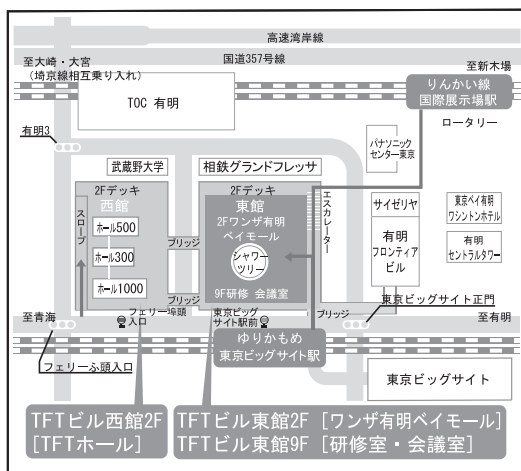 高速湾岸線
国道357号線
至大崎・大宮
(埼京線相互乗り入れ)
至新木場
りんかい線
国際展示場駅
TOC 有明
ロータリー
有明3
パナソニック
センター東京
武蔵野大学
相鉄グランドフレッサ
2Fデッキ
西館
スロープ
ホール500
ホール300
ホール1000
2Fデッキ
東館
2Fワンザ有明
ベイモール
シャワー
ツリー
9F研修 会議室
エスカレーター
ブリッジ
ブリッジ
ブリッジ
サイゼリヤ
有明
フロンティア
ビル
東京ベイ有明
ワシントンホテル
有明
セントラルタワー
東京ビッグサイト正門
至青海
フェリー埠頭
入口
東京ビッグ
サイト駅前
至有明
ゆりかもめ
東京ビッグサイト駅
フェリーふ頭入口
東京ビッグサイト
TFTビル西館2F
[TFTホール]
TFTビル東館2F [ワンザ有明ベイモール]
TFTビル東館9F [研修室・会議室]